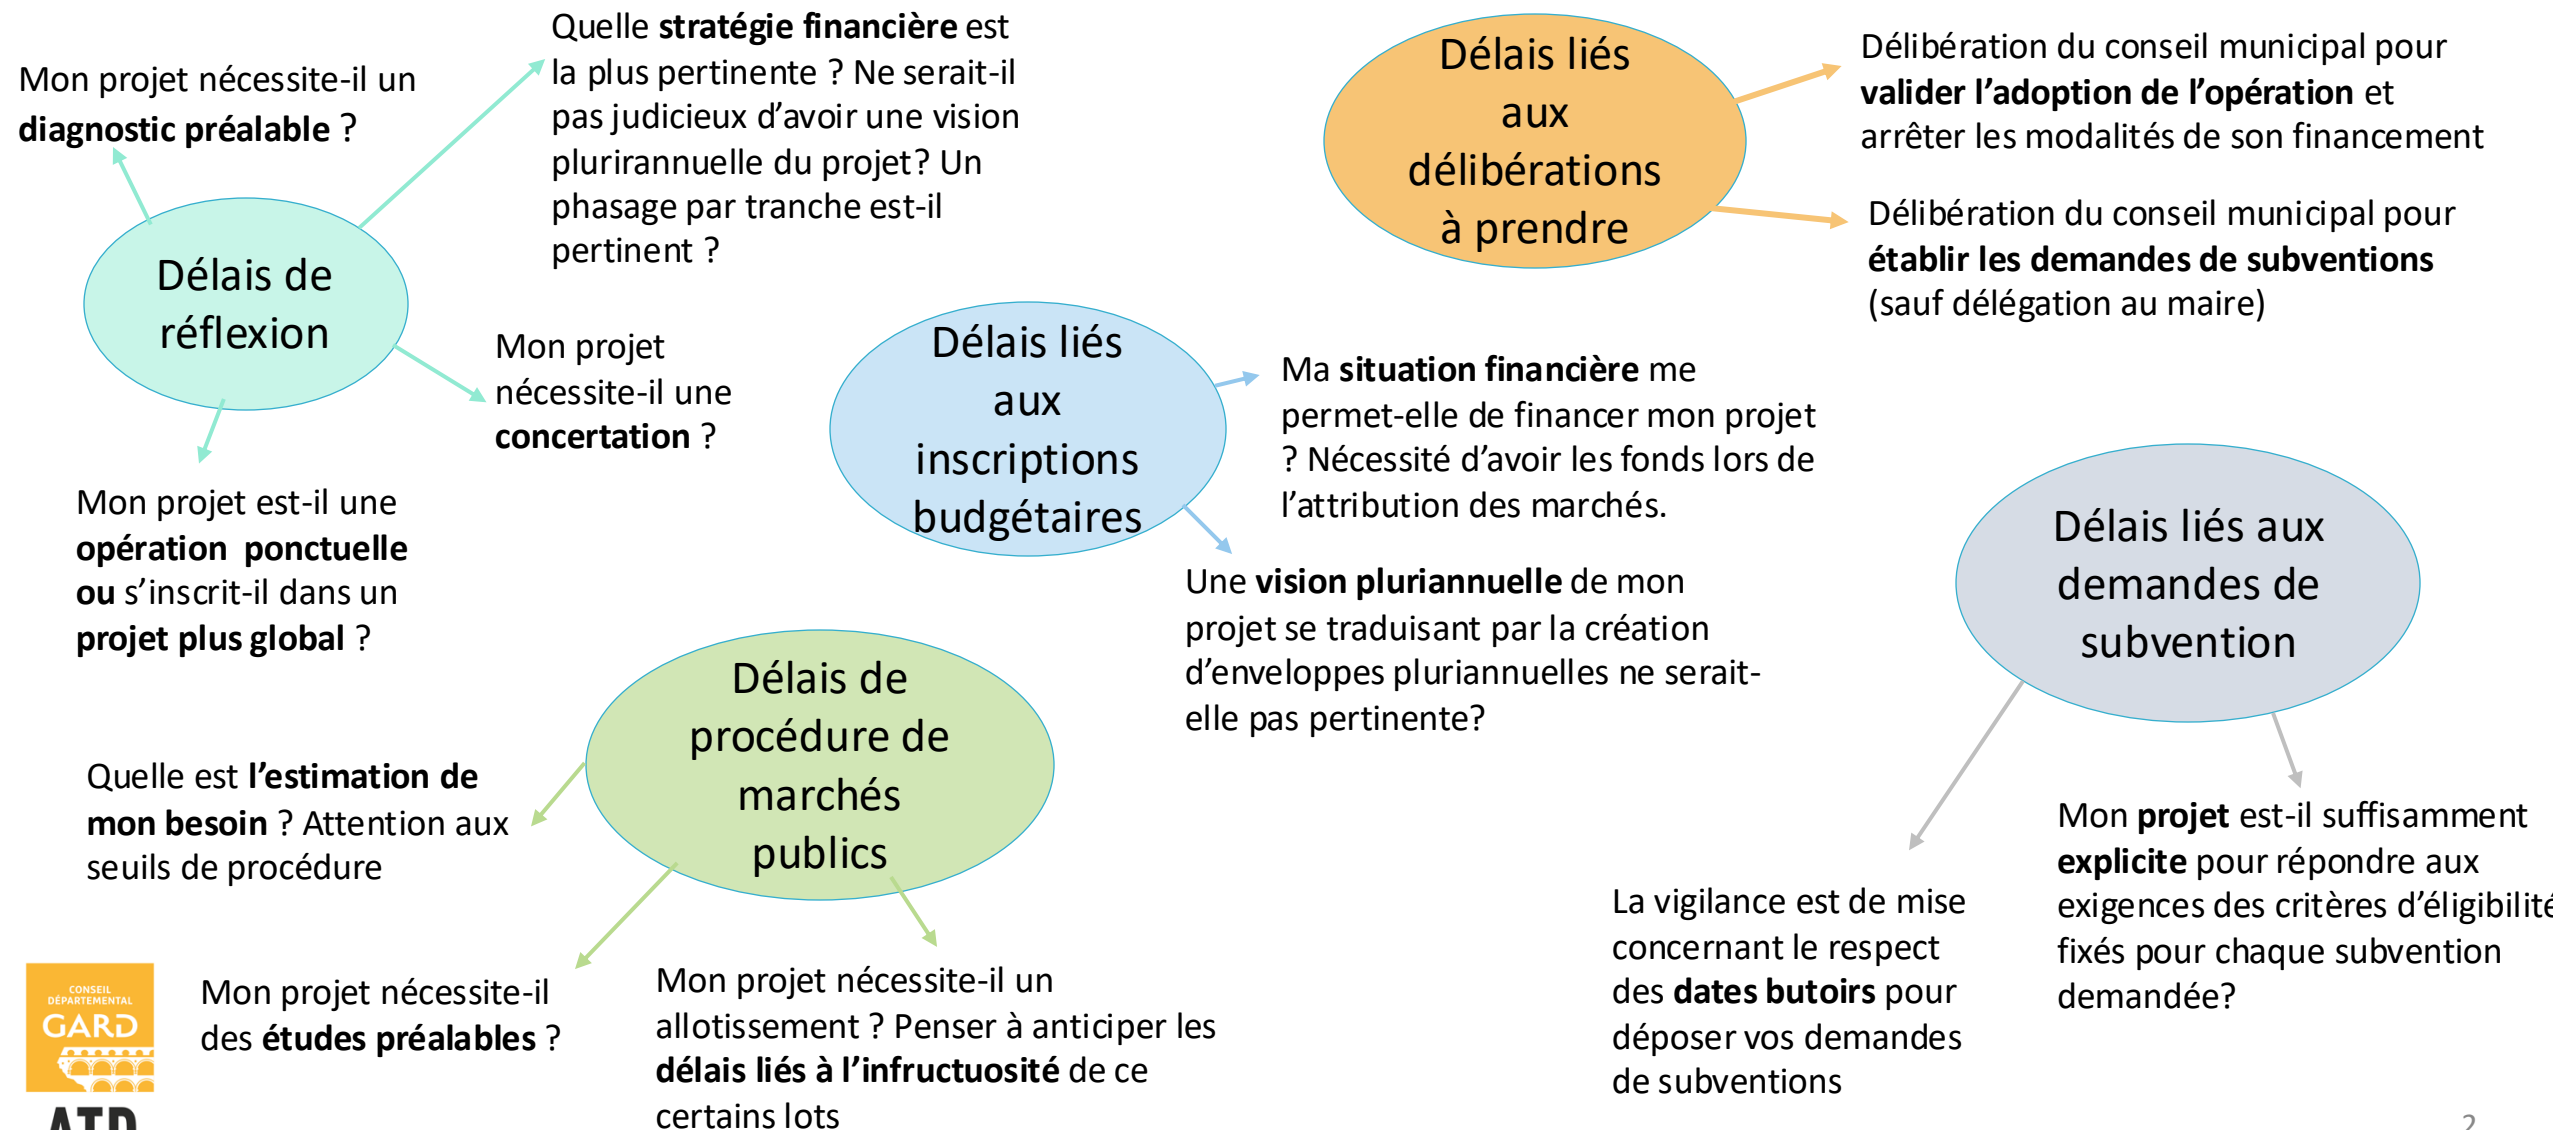 Mon projet nécessite-il un
diagnostic préalable ?
Quelle stratégie financière est
la plus pertinente ? Ne serait-il
pas judicieux d’avoir une vision
plurirannuelle du projet? Un
phasage par tranche est-il
pertinent ?
Délais de
réflexion
Mon projet
nécessite-il une
concertation ?
Mon projet est-il une
opération ponctuelle
ou s’inscrit-il dans un
projet plus global ?
Délais liés
aux
délibérations
à prendre
Délibération du conseil municipal pour
valider l’adoption de l’opération et
arrêter les modalités de son financement
Délibération du conseil municipal pour
établir les demandes de subventions
(sauf délégation au maire)
Délais liés
aux
inscriptions
budgétaires
Ma situation financière me
permet-elle de financer mon projet
? Nécessité d’avoir les fonds lors de
l’attribution des marchés.
Une vision pluriannuelle de mon
projet se traduisant par la création
d’enveloppes pluriannuelles ne serait-
elle pas pertinente?
Délais de
procédure de
marchés
publics
Quelle est l’estimation de
mon besoin ? Attention aux
seuils de procédure
Mon projet nécessite-il
des études préalables ?
Mon projet nécessite-il un
allotissement ? Penser à anticiper les
délais liés à l’infructuosité de ce
certains lots
Délais liés aux
demandes de
subvention
La vigilance est de mise
concernant le respect
des dates butoirs pour
déposer vos demandes
de subventions
Mon projet est-il suffisamment
explicite pour répondre aux
exigences des critères d’éligibilité
fixés pour chaque subvention
demandée?
CONSEIL
DÉPARTEMENTAL
GARD
ATD
2